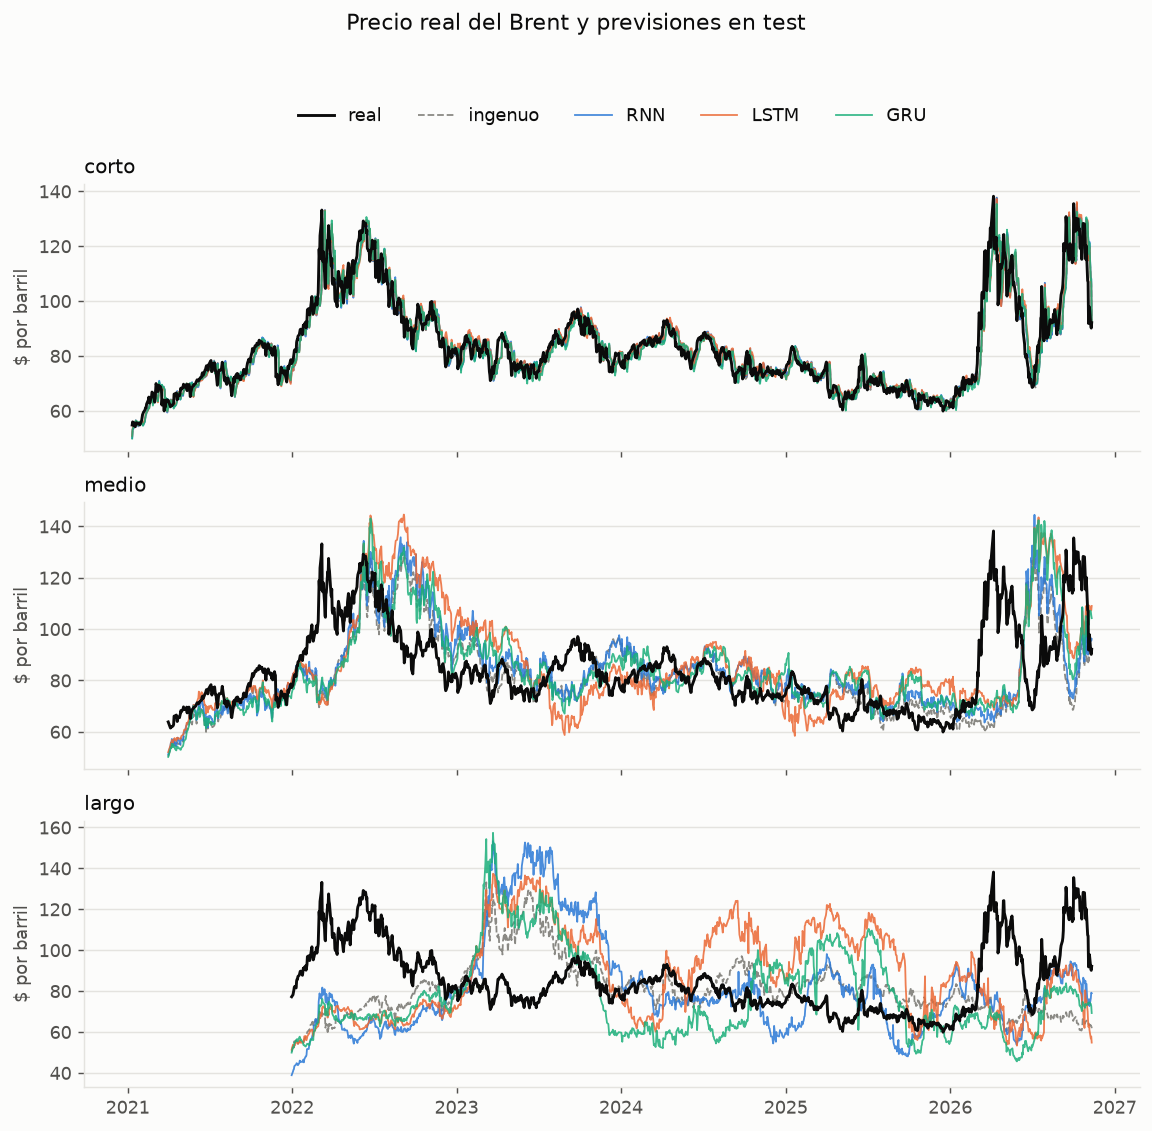 Precio real del Brent y previsiones en test
real ingenuo RNN LSTM GRU
corto
140
120
100
80
60
$ por barril
medio
140
120
100
80
60
$ por barril
largo
160
140
120
100
80
60
40
$ por barril
2021 2022 2023 2024 2025 2026 2027